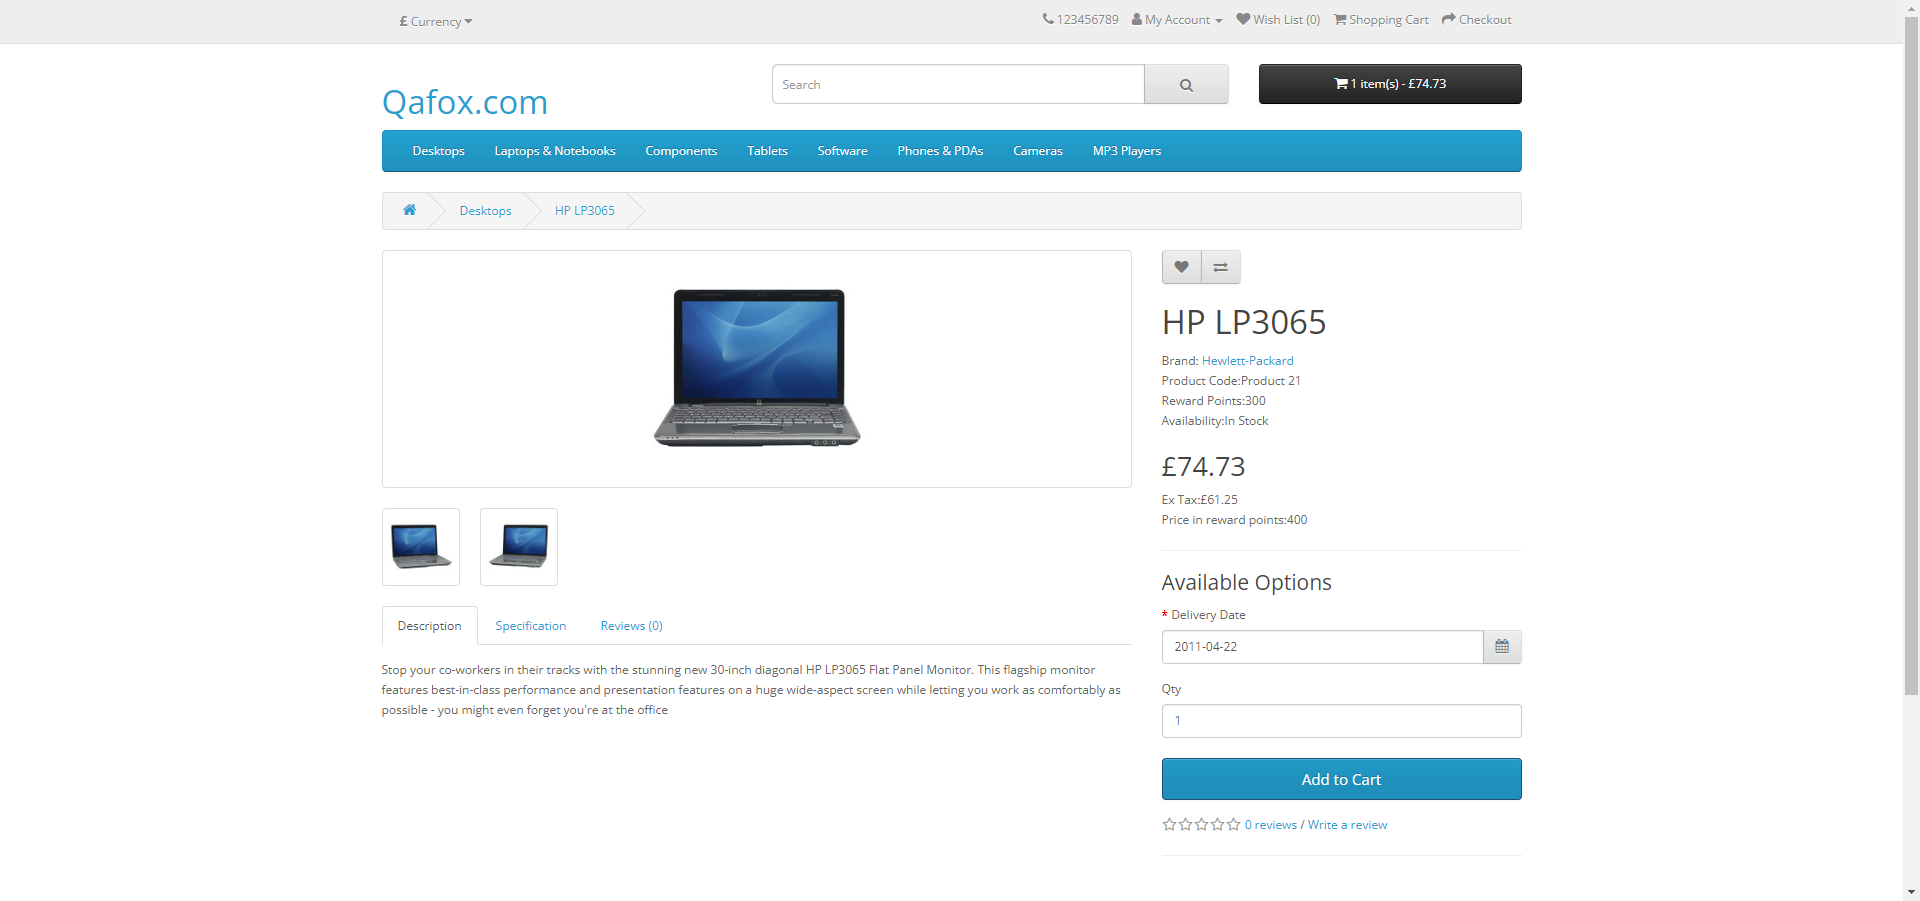 £ Currency
123456789 My Account Wish List (0) Shopping Cart Checkout
Qafox.com
Search
1 item(s) - £74.73
Desktops Laptops & Notebooks Components Tablets Software Phones & PDAs Cameras MP3 Players
Desktops HP LP3065
HP LP3065
Brand: Hewlett-Packard
Product Code:Product 21
Reward Points:300
Availability:In Stock
£74.73
Ex Tax:£61.25
Price in reward points:400
Available Options
* Delivery Date
2011-04-22
Qty
1
Add to Cart
0 reviews / Write a review
Description Specification Reviews (0)
Stop your co-workers in their tracks with the stunning new 30-inch diagonal HP LP3065 Flat Panel Monitor. This flagship monitor
features best-in-class performance and presentation features on a huge wide-aspect screen while letting you work as comfortably as
possible - you might even forget you're at the office